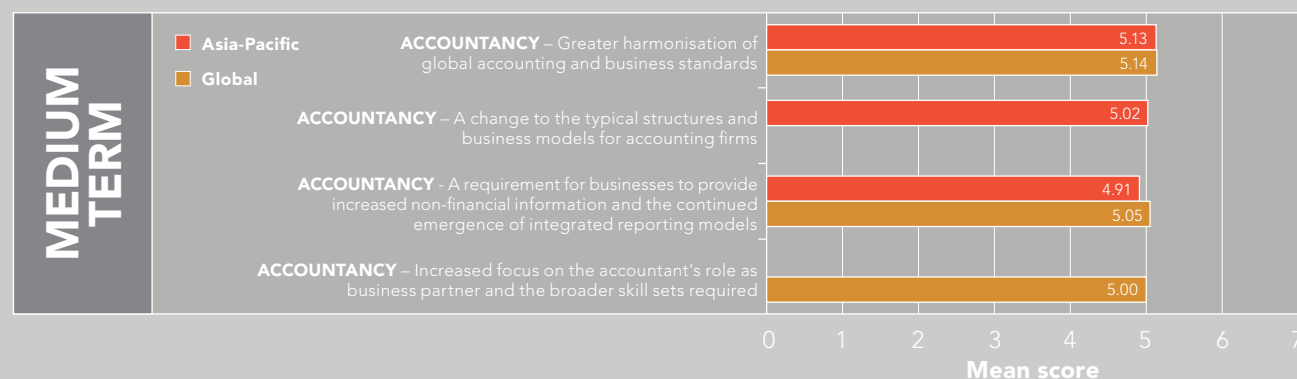 MEDIUM
TERM
Asia-Pacific
Global
ACCOUNTANCY – Greater harmonisation of
global accounting and business standards
5.13
5.14
ACCOUNTANCY – A change to the typical structures and
business models for accounting firms
5.02
ACCOUNTANCY - A requirement for businesses to provide
increased non-financial information and the continued
emergence of integrated reporting models
4.91
5.05
ACCOUNTANCY – Increased focus on the accountant’s role as
business partner and the broader skill sets required
5.00
0 1 2 3 4 5 6 7
Mean score